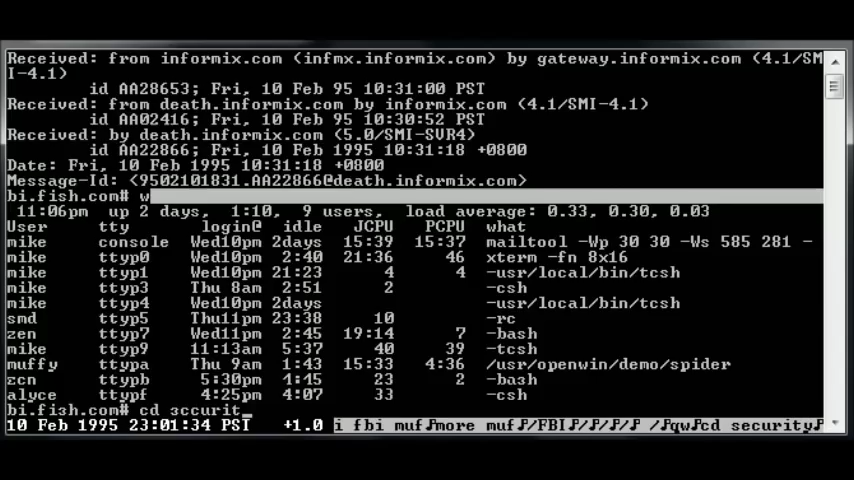 Received: from informix.com (infmx.informix.com) by gateway.informix.com (4.1/SM
I-4.1)
id AA28653; Fri, 10 Feb 95 10:31:00 PST
Received: from death.informix.com by informix.com (4.1/SMI-4.1)
id AA02416; Fri, 10 Feb 95 10:30:52 PST
Received: by death.informix.com (5.0/SMI-SVR4)
id AA22866; Fri, 10 Feb 1995 10:31:18 +0800
Date: Fri, 10 Feb 1995 10:31:18 +0800
Message-Id: <9502101831.AA22866@death.informix.com>
bi.fish.com# w
11:06pm up 2 days, 1:10, 9 users, load average: 0.33, 0.30, 0.03
User tty login@ idle JCPU PCPU what
mike console Wed10pm 2days 15:39 15:37 mailtool -Wp 30 30 -Ws 585 281 -
mike ttyp0 Wed10pm 2:40 21:36 46 xterm -fn 8x16
mike ttyp1 Wed10pm 21:23 4 4 -usr/local/bin/tcsh
mike ttyp3 Thu 8am 2:51 2 -csh
mike ttyp4 Wed10pm 2days -usr/local/bin/tcsh
smd ttyp5 Thu11pm 23:38 10 -rc
zen ttyp7 Wed11pm 2:45 19:14 7 -bash
mike ttyp9 11:13am 5:37 40 39 -tcsh
muffy ttypa Thu 9am 1:43 15:33 4:36 /usr/openwin/demo/spider
zen ttypb 5:30pm 4:45 23 2 -bash
alyce ttypf 4:25pm 4:07 33 -csh
bi.fish.com# cd securit_
10 Feb 1995 23:01:34 PST +1.0 i fbi muf♪more muf♪/FBI♪/♪/♪/♪ /♪qw♪cd security♪